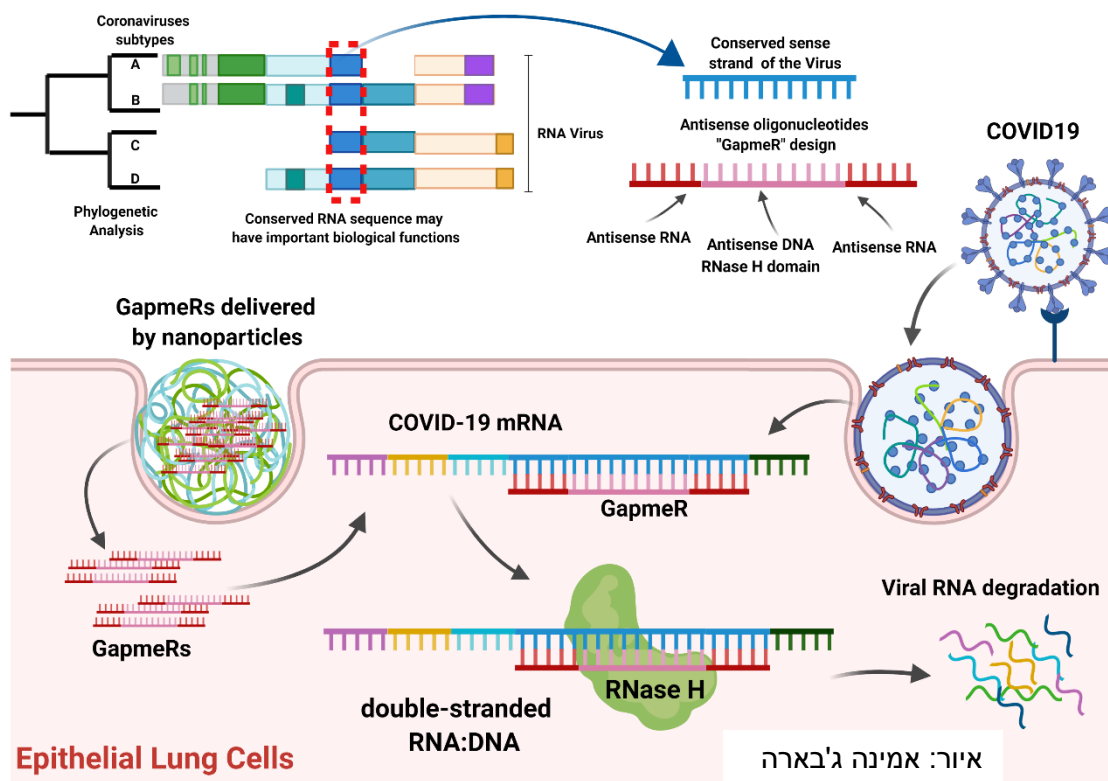 Coronaviruses
subtypes
A
B
C
D
Phylogenetic
Analysis
RNA Virus
Conserved RNA sequence may
have important biological functions
Conserved sense
strand of the Virus
Antisense oligonucleotides
"GapmeR" design
Antisense RNA
Antisense DNA
RNase H domain
Antisense RNA
COVID19
GapmeRs delivered
by nanoparticles
COVID-19 mRNA
GapmeR
GapmeRs
Viral RNA degradation
RNase H
double-stranded
RNA:DNA
Epithelial Lung Cells
איור: אמינה ג'בארה